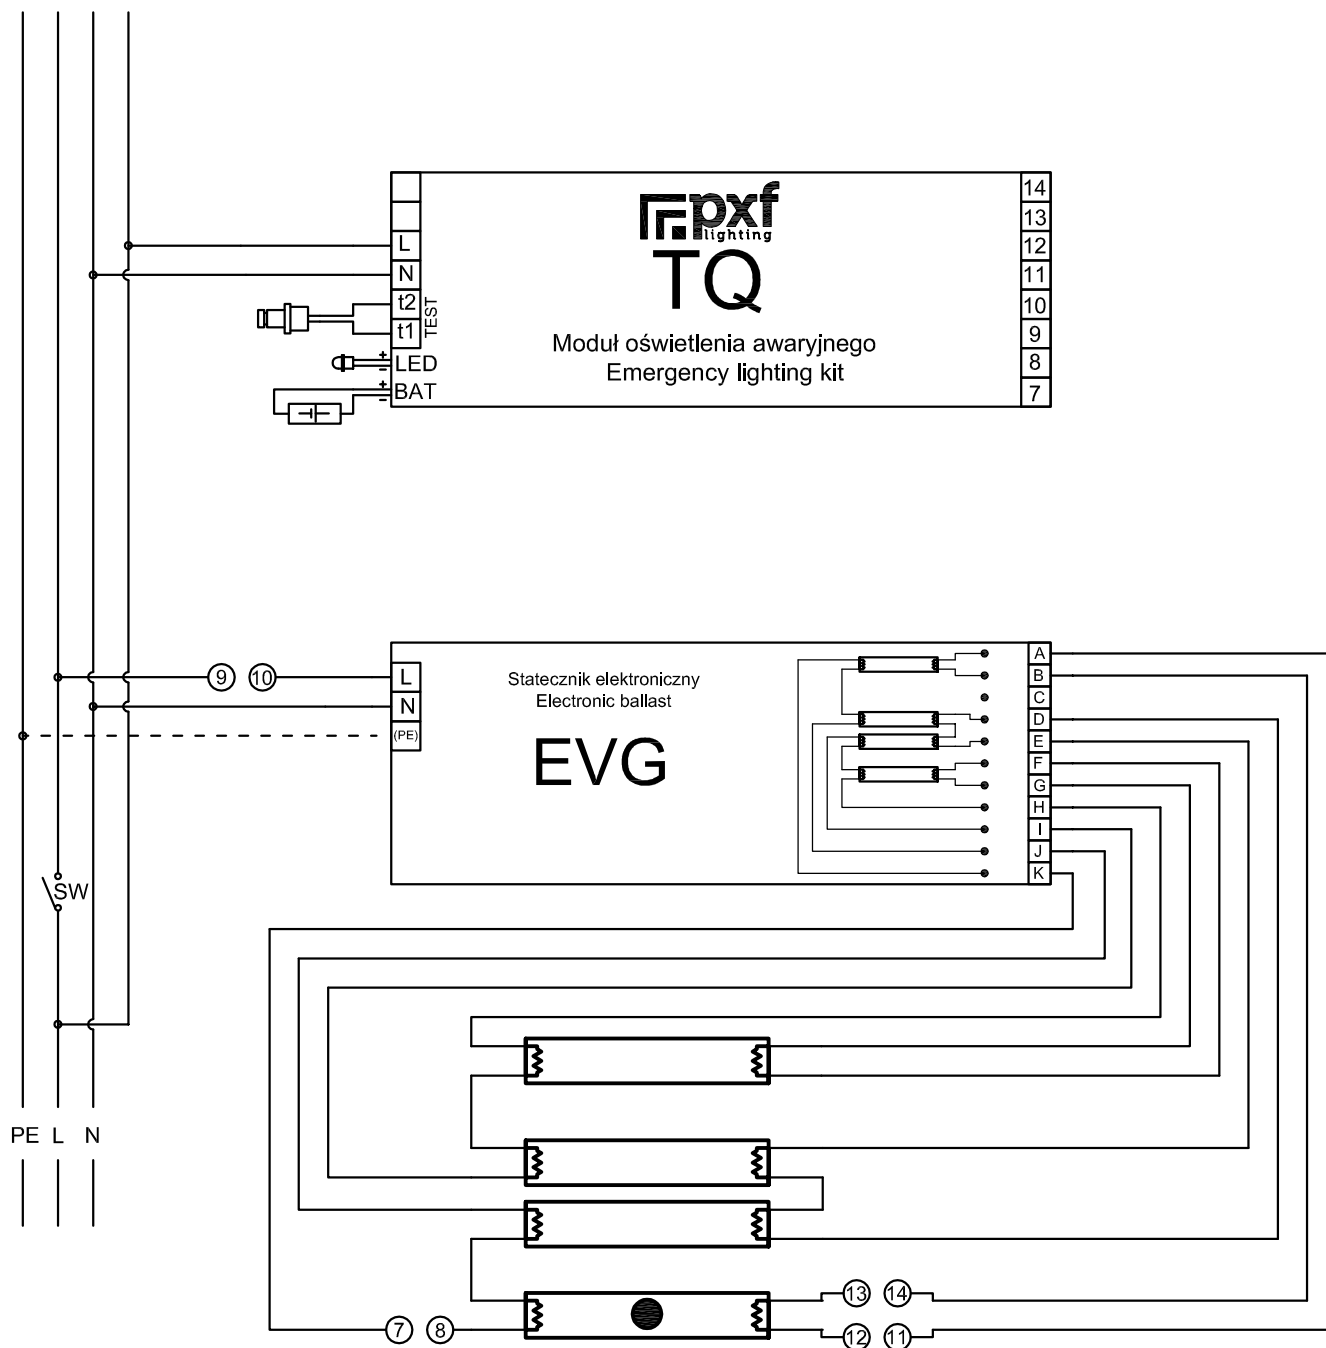 pxf
lighting
TQ
Moduł oświetlenia awaryjnego
Emergency lighting kit
L
N
t2
t1
TEST
+
-
LED
+
-
BAT
14
13
12
11
10
9
8
7
9 10
L
N
(PE)
Statecznik elektroniczny
Electronic ballast
EVG
A
B
C
D
E
F
G
H
I
J
K
SW
PE L N
13 14
7 8
12 11